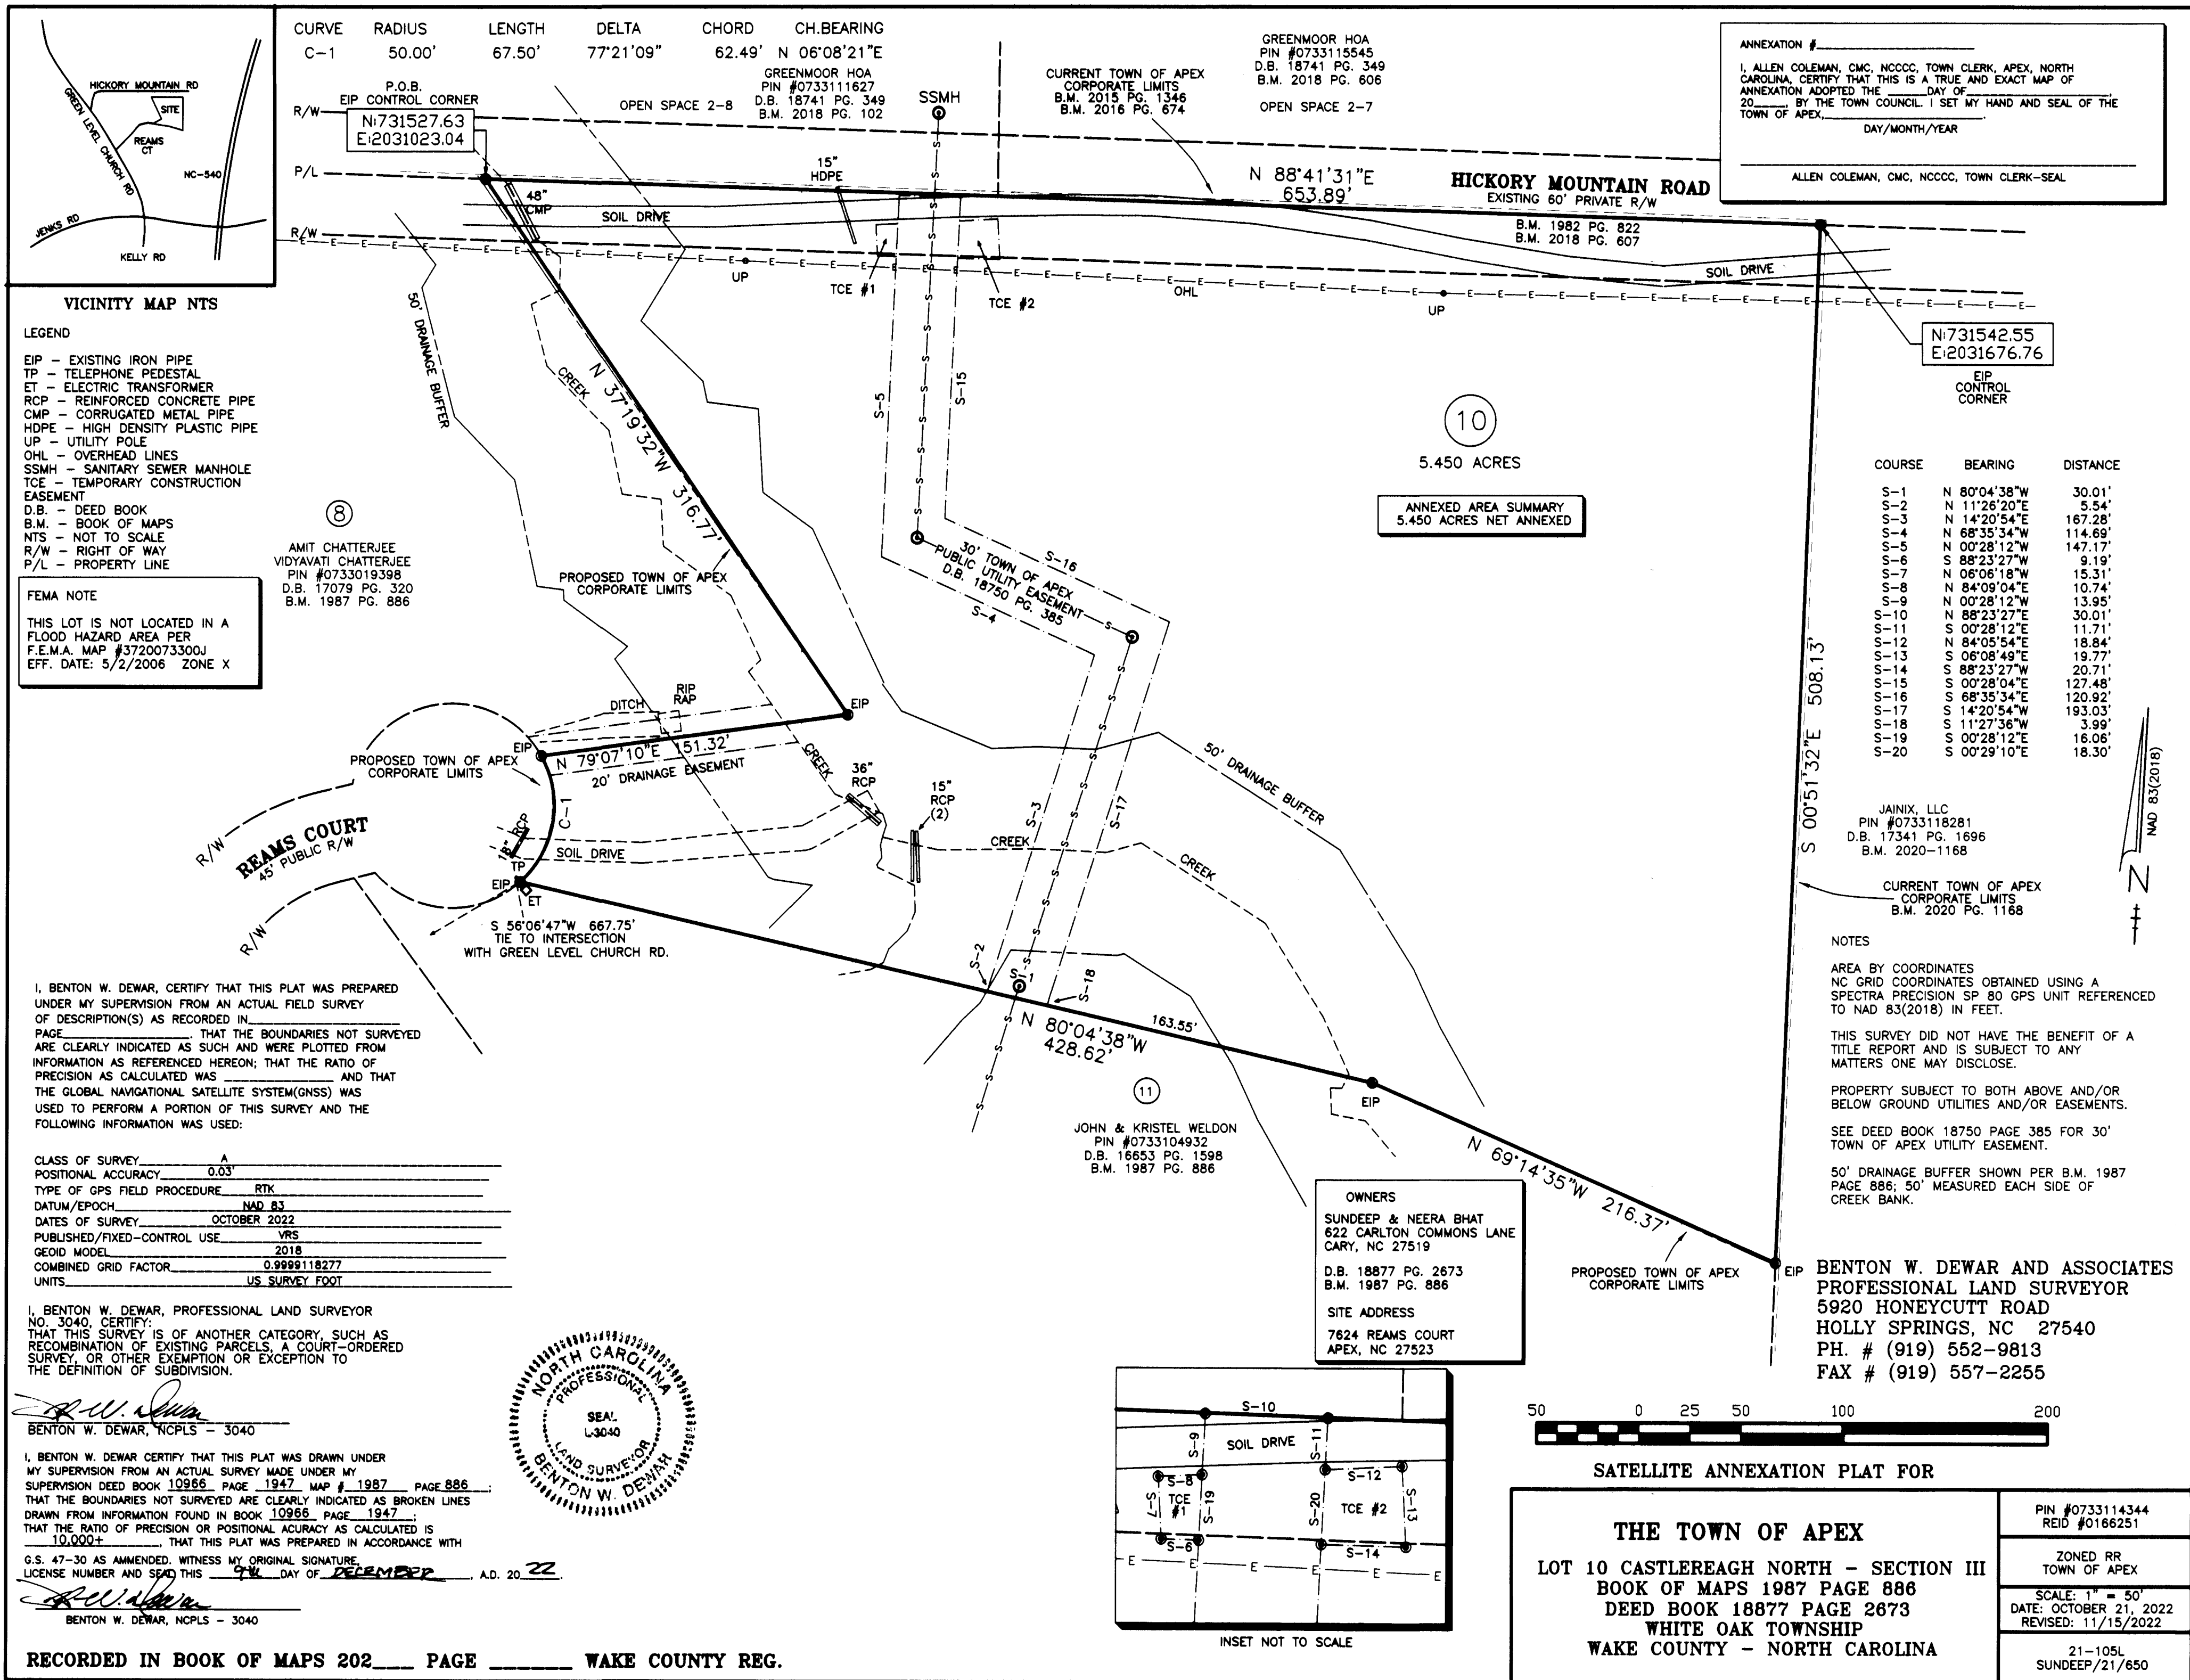 CURVE RADIUS LENGTH DELTA CHORD CH.BEARING
C-1 50.00' 67.50' 77°21'09" 62.49' N 06°08'21"E
HICKORY MOUNTAIN RD
SITE
GREEN LEVEL CHURCH RD
REAMS
CT
NC-540
JENKS RD
KELLY RD
VICINITY MAP NTS
LEGEND
EIP - EXISTING IRON PIPE
TP - TELEPHONE PEDESTAL
ET - ELECTRIC TRANSFORMER
RCP - REINFORCED CONCRETE PIPE
CMP - CORRUGATED METAL PIPE
HDPE - HIGH DENSITY PLASTIC PIPE
UP - UTILITY POLE
OHL - OVERHEAD LINES
SSMH - SANITARY SEWER MANHOLE
TCE - TEMPORARY CONSTRUCTION
EASEMENT
D.B. - DEED BOOK
B.M. - BOOK OF MAPS
NTS - NOT TO SCALE
R/W - RIGHT OF WAY
P/L - PROPERTY LINE
FEMA NOTE
THIS LOT IS NOT LOCATED IN A
FLOOD HAZARD AREA PER
F.E.M.A. MAP #3720073300J
EFF. DATE: 5/2/2006 ZONE X
P.O.B.
EIP CONTROL CORNER
N:731527.63
E:2031023.04
R/W
P/L
R/W
OPEN SPACE 2-8
GREENMOOR HOA
PIN #0733111627
D.B. 18741 PG. 349
B.M. 2018 PG. 102
SSMH
CURRENT TOWN OF APEX
CORPORATE LIMITS
B.M. 2015 PG. 1346
B.M. 2016 PG. 674
GREENMOOR HOA
PIN #0733115545
D.B. 18741 PG. 349
B.M. 2018 PG. 606
OPEN SPACE 2-7
ANNEXATION #
I, ALLEN COLEMAN, CMC, NCCCC, TOWN CLERK, APEX, NORTH
CAROLINA, CERTIFY THAT THIS IS A TRUE AND EXACT MAP OF
ANNEXATION ADOPTED THE ______DAY OF____________________,
20_____, BY THE TOWN COUNCIL. I SET MY HAND AND SEAL OF THE
TOWN OF APEX,____________________.
DAY/MONTH/YEAR
ALLEN COLEMAN, CMC, NCCCC, TOWN CLERK-SEAL
15"
HDPE
48"
CMP
SOIL DRIVE
N 88°41'31"E
653.89'
HICKORY MOUNTAIN ROAD
EXISTING 60' PRIVATE R/W
B.M. 1982 PG. 822
B.M. 2018 PG. 607
SOIL DRIVE
UP
TCE #1
TCE #2
OHL
UP
N:731542.55
E:2031676.76
EIP
CONTROL
CORNER
50' DRAINAGE BUFFER
CREEK
N 37°19'32"W 316.77'
S-5
S-15
10
5.450 ACRES
ANNEXED AREA SUMMARY
5.450 ACRES NET ANNEXED
8
AMIT CHATTERJEE
VIDYAVATI CHATTERJEE
PIN #0733019398
D.B. 17079 PG. 320
B.M. 1987 PG. 886
PROPOSED TOWN OF APEX
CORPORATE LIMITS
30' TOWN OF APEX
PUBLIC UTILITY EASEMENT
D.B. 18750 PG. 385
S-16
S-4
COURSE BEARING DISTANCE
S-1 N 80°04'38"W 30.01'
S-2 N 11°26'20"E 5.54'
S-3 N 14°20'54"E 167.28'
S-4 N 68°35'34"W 114.69'
S-5 N 00°28'12"W 147.17'
S-6 S 88°23'27"W 9.19'
S-7 N 06°06'18"W 15.31'
S-8 N 84°09'04"E 10.74'
S-9 N 00°28'12"W 13.95'
S-10 N 88°23'27"E 30.01'
S-11 S 00°28'12"E 11.71'
S-12 N 84°05'54"E 18.84'
S-13 S 06°08'49"E 19.77'
S-14 S 88°23'27"W 20.71'
S-15 S 00°28'04"E 127.48'
S-16 S 68°35'34"E 120.92'
S-17 S 14°20'54"W 193.03'
S-18 S 11°27'36"W 3.99'
S-19 S 00°28'12"E 16.06'
S-20 S 00°29'10"E 18.30'
S 00°51'32"E 508.13'
NAD 83(2018)
N
JAINIX, LLC
PIN #0733118281
D.B. 17341 PG. 1696
B.M. 2020-1168
CURRENT TOWN OF APEX
CORPORATE LIMITS
B.M. 2020 PG. 1168
DITCH
RIP
RAP
EIP
EIP
N 79°07'10"E 151.32'
20' DRAINAGE EASEMENT
PROPOSED TOWN OF APEX
CORPORATE LIMITS
CREEK
36"
RCP
15"
RCP
(2)
S-3
S-17
50' DRAINAGE BUFFER
CREEK
CREEK
R/W
REAMS COURT
45' PUBLIC R/W
R/W
C-1
18" RCP
SOIL DRIVE
TP
EIP
ET
S 56°06'47"W 667.75'
TIE TO INTERSECTION
WITH GREEN LEVEL CHURCH RD.
S-2
S-1
S-18
N 80°04'38"W
428.62'
163.55'
EIP
11
JOHN & KRISTEL WELDON
PIN #0733104932
D.B. 16653 PG. 1598
B.M. 1987 PG. 886
N 69°14'35"W 216.37'
PROPOSED TOWN OF APEX
CORPORATE LIMITS
EIP
NOTES
AREA BY COORDINATES
NC GRID COORDINATES OBTAINED USING A
SPECTRA PRECISION SP 80 GPS UNIT REFERENCED
TO NAD 83(2018) IN FEET.
THIS SURVEY DID NOT HAVE THE BENEFIT OF A
TITLE REPORT AND IS SUBJECT TO ANY
MATTERS ONE MAY DISCLOSE.
PROPERTY SUBJECT TO BOTH ABOVE AND/OR
BELOW GROUND UTILITIES AND/OR EASEMENTS.
SEE DEED BOOK 18750 PAGE 385 FOR 30'
TOWN OF APEX UTILITY EASEMENT.
50' DRAINAGE BUFFER SHOWN PER B.M. 1987
PAGE 886; 50' MEASURED EACH SIDE OF
CREEK BANK.
OWNERS
SUNDEEP & NEERA BHAT
622 CARLTON COMMONS LANE
CARY, NC 27519
D.B. 18877 PG. 2673
B.M. 1987 PG. 886
SITE ADDRESS
7624 REAMS COURT
APEX, NC 27523
BENTON W. DEWAR AND ASSOCIATES
PROFESSIONAL LAND SURVEYOR
5920 HONEYCUTT ROAD
HOLLY SPRINGS, NC 27540
PH. # (919) 552-9813
FAX # (919) 557-2255
I, BENTON W. DEWAR, CERTIFY THAT THIS PLAT WAS PREPARED
UNDER MY SUPERVISION FROM AN ACTUAL FIELD SURVEY
OF DESCRIPTION(S) AS RECORDED IN____________________
PAGE________________. THAT THE BOUNDARIES NOT SURVEYED
ARE CLEARLY INDICATED AS SUCH AND WERE PLOTTED FROM
INFORMATION AS REFERENCED HEREON; THAT THE RATIO OF
PRECISION AS CALCULATED WAS ______________ AND THAT
THE GLOBAL NAVIGATIONAL SATELLITE SYSTEM(GNSS) WAS
USED TO PERFORM A PORTION OF THIS SURVEY AND THE
FOLLOWING INFORMATION WAS USED:
CLASS OF SURVEY A
POSITIONAL ACCURACY 0.03'
TYPE OF GPS FIELD PROCEDURE RTK
DATUM/EPOCH NAD 83
DATES OF SURVEY OCTOBER 2022
PUBLISHED/FIXED-CONTROL USE VRS
GEOID MODEL 2018
COMBINED GRID FACTOR 0.9999118277
UNITS US SURVEY FOOT
I, BENTON W. DEWAR, PROFESSIONAL LAND SURVEYOR
NO. 3040, CERTIFY:
THAT THIS SURVEY IS OF ANOTHER CATEGORY, SUCH AS
RECOMBINATION OF EXISTING PARCELS, A COURT-ORDERED
SURVEY, OR OTHER EXEMPTION OR EXCEPTION TO
THE DEFINITION OF SUBDIVISION.
BENTON W. DEWAR, NCPLS - 3040
NORTH CAROLINA
PROFESSIONAL
SEAL
L-3040
LAND SURVEYOR
BENTON W. DEWAR
I, BENTON W. DEWAR CERTIFY THAT THIS PLAT WAS DRAWN UNDER
MY SUPERVISION FROM AN ACTUAL SURVEY MADE UNDER MY
SUPERVISION DEED BOOK 10966 PAGE 1947 MAP # 1987 PAGE 886 ;
THAT THE BOUNDARIES NOT SURVEYED ARE CLEARLY INDICATED AS BROKEN LINES
DRAWN FROM INFORMATION FOUND IN BOOK 10966 PAGE 1947 ;
THAT THE RATIO OF PRECISION OR POSITIONAL ACURACY AS CALCULATED IS
10,000+ , THAT THIS PLAT WAS PREPARED IN ACCORDANCE WITH
G.S. 47-30 AS AMMENDED. WITNESS MY ORIGINAL SIGNATURE,
LICENSE NUMBER AND SEAD THIS 9th DAY OF DECEMBER , A.D. 20 22.
BENTON W. DEWAR, NCPLS - 3040
RECORDED IN BOOK OF MAPS 202____ PAGE ________ WAKE COUNTY REG.
S-10
S-9
SOIL DRIVE
S-11
S-8
S-12
S-7
TCE
#1
S-19
S-20
TCE #2
S-13
S-6
S-14
INSET NOT TO SCALE
50 0 25 50 100 200
SATELLITE ANNEXATION PLAT FOR
THE TOWN OF APEX
LOT 10 CASTLEREAGH NORTH - SECTION III
BOOK OF MAPS 1987 PAGE 886
DEED BOOK 18877 PAGE 2673
WHITE OAK TOWNSHIP
WAKE COUNTY - NORTH CAROLINA
PIN #0733114344
REID #0166251
ZONED RR
TOWN OF APEX
SCALE: 1" = 50'
DATE: OCTOBER 21, 2022
REVISED: 11/15/2022
21-105L
SUNDEEP/21/650